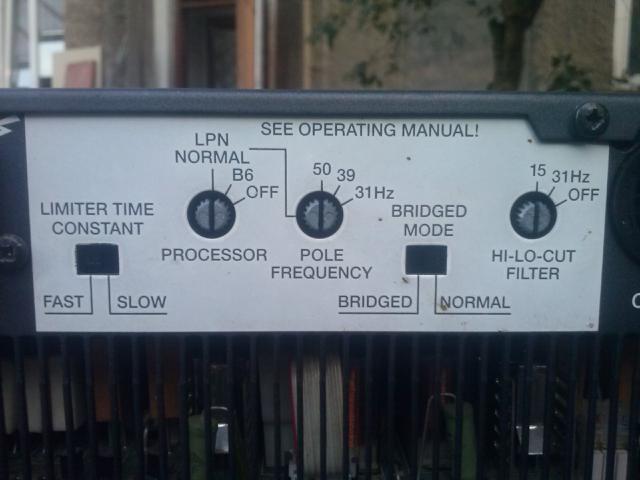 SEE OPERATING MANUAL!
LPN
NORMAL
B6
OFF
PROCESSOR
50
39
31Hz
POLE
FREQUENCY
15
31Hz
OFF
HI-LO-CUT
FILTER
LIMITER TIME
CONSTANT
FAST
SLOW
BRIDGED
MODE
BRIDGED
NORMAL